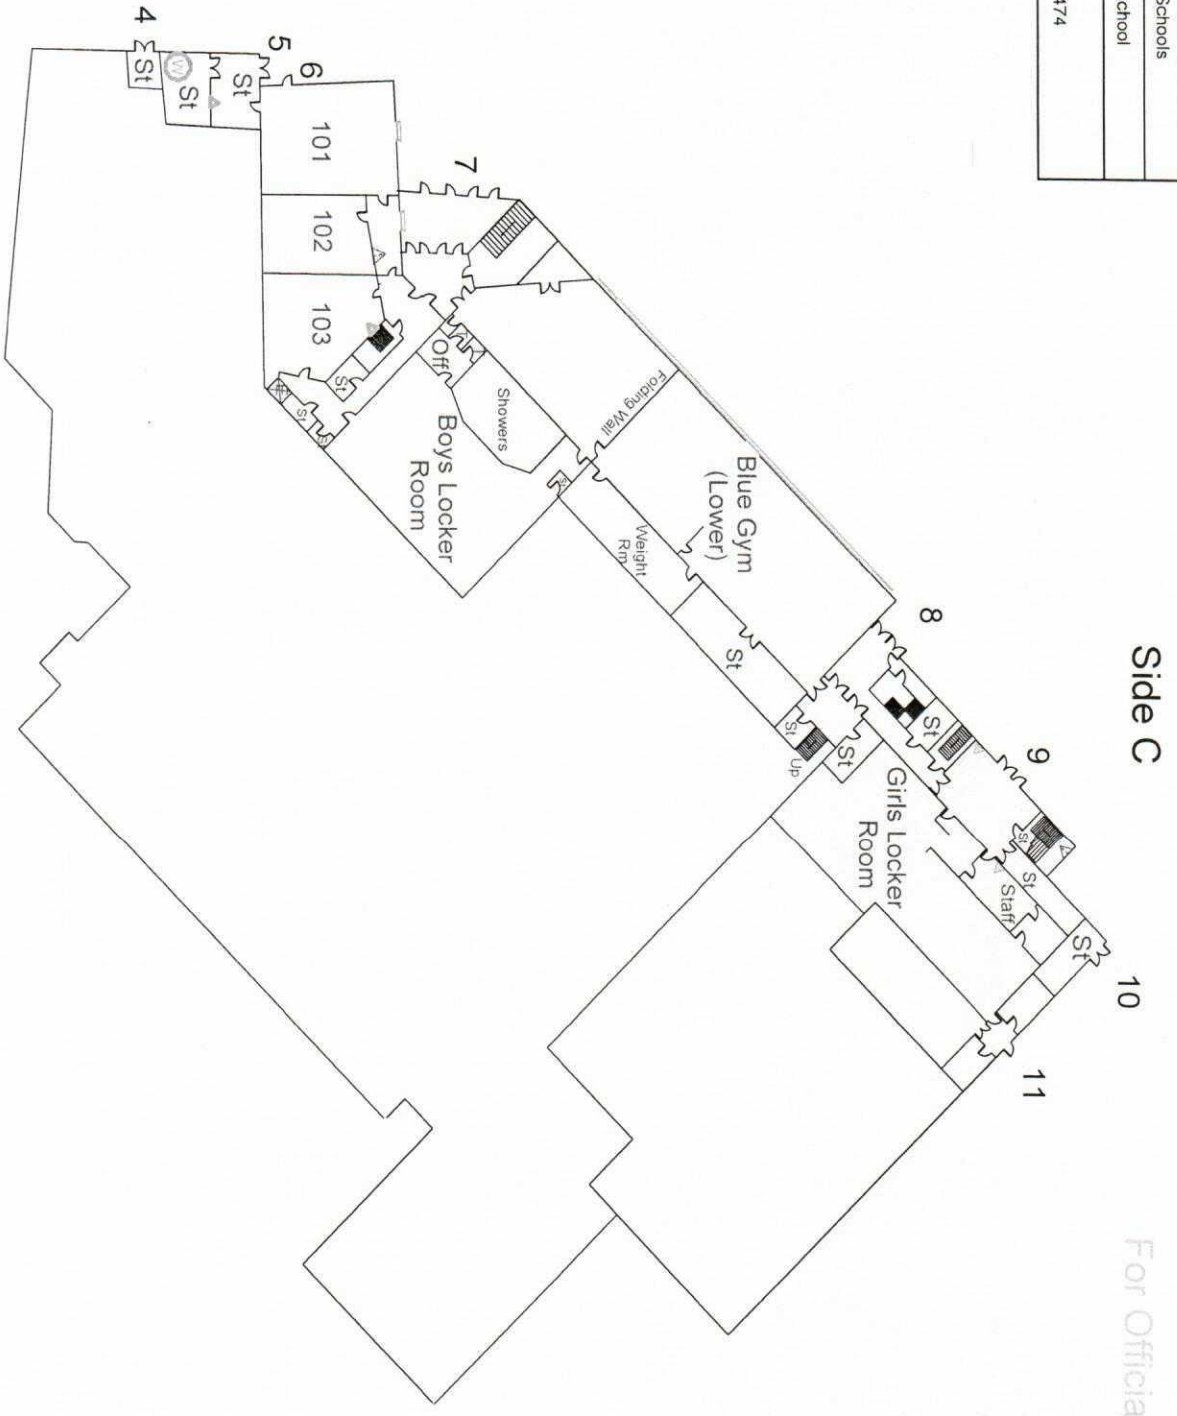 Schools
chool
474
Side C
For Officia
4
5
6
7
8
9
10
11
St
W
St
St
101
102
103
St
St
Off
Showers
Boys Locker
Room
Folding Wall
Blue Gym
(Lower)
St
Weight
Rm
St
St
Up
St
St
Girls Locker
Room
St
St
Staff
St